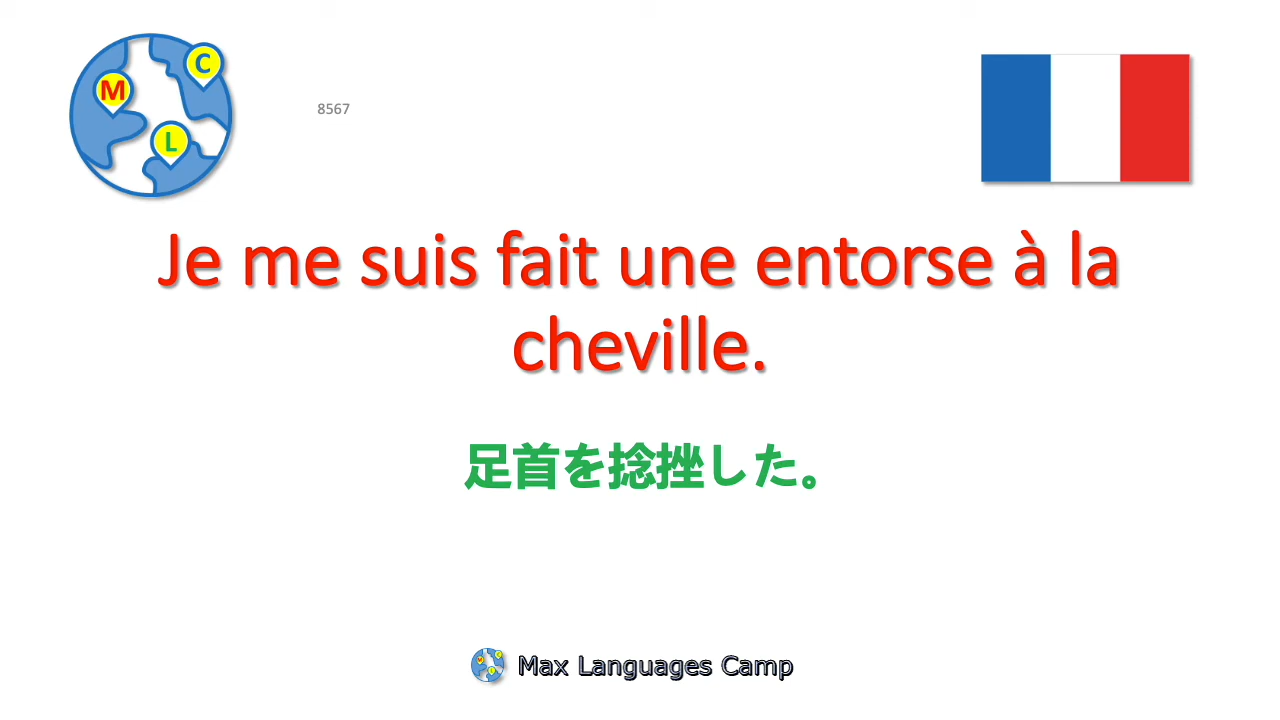 C
M
L
8567
Je me suis fait une entorse à la
cheville.
足首を捻挫した。
Max Languages Camp